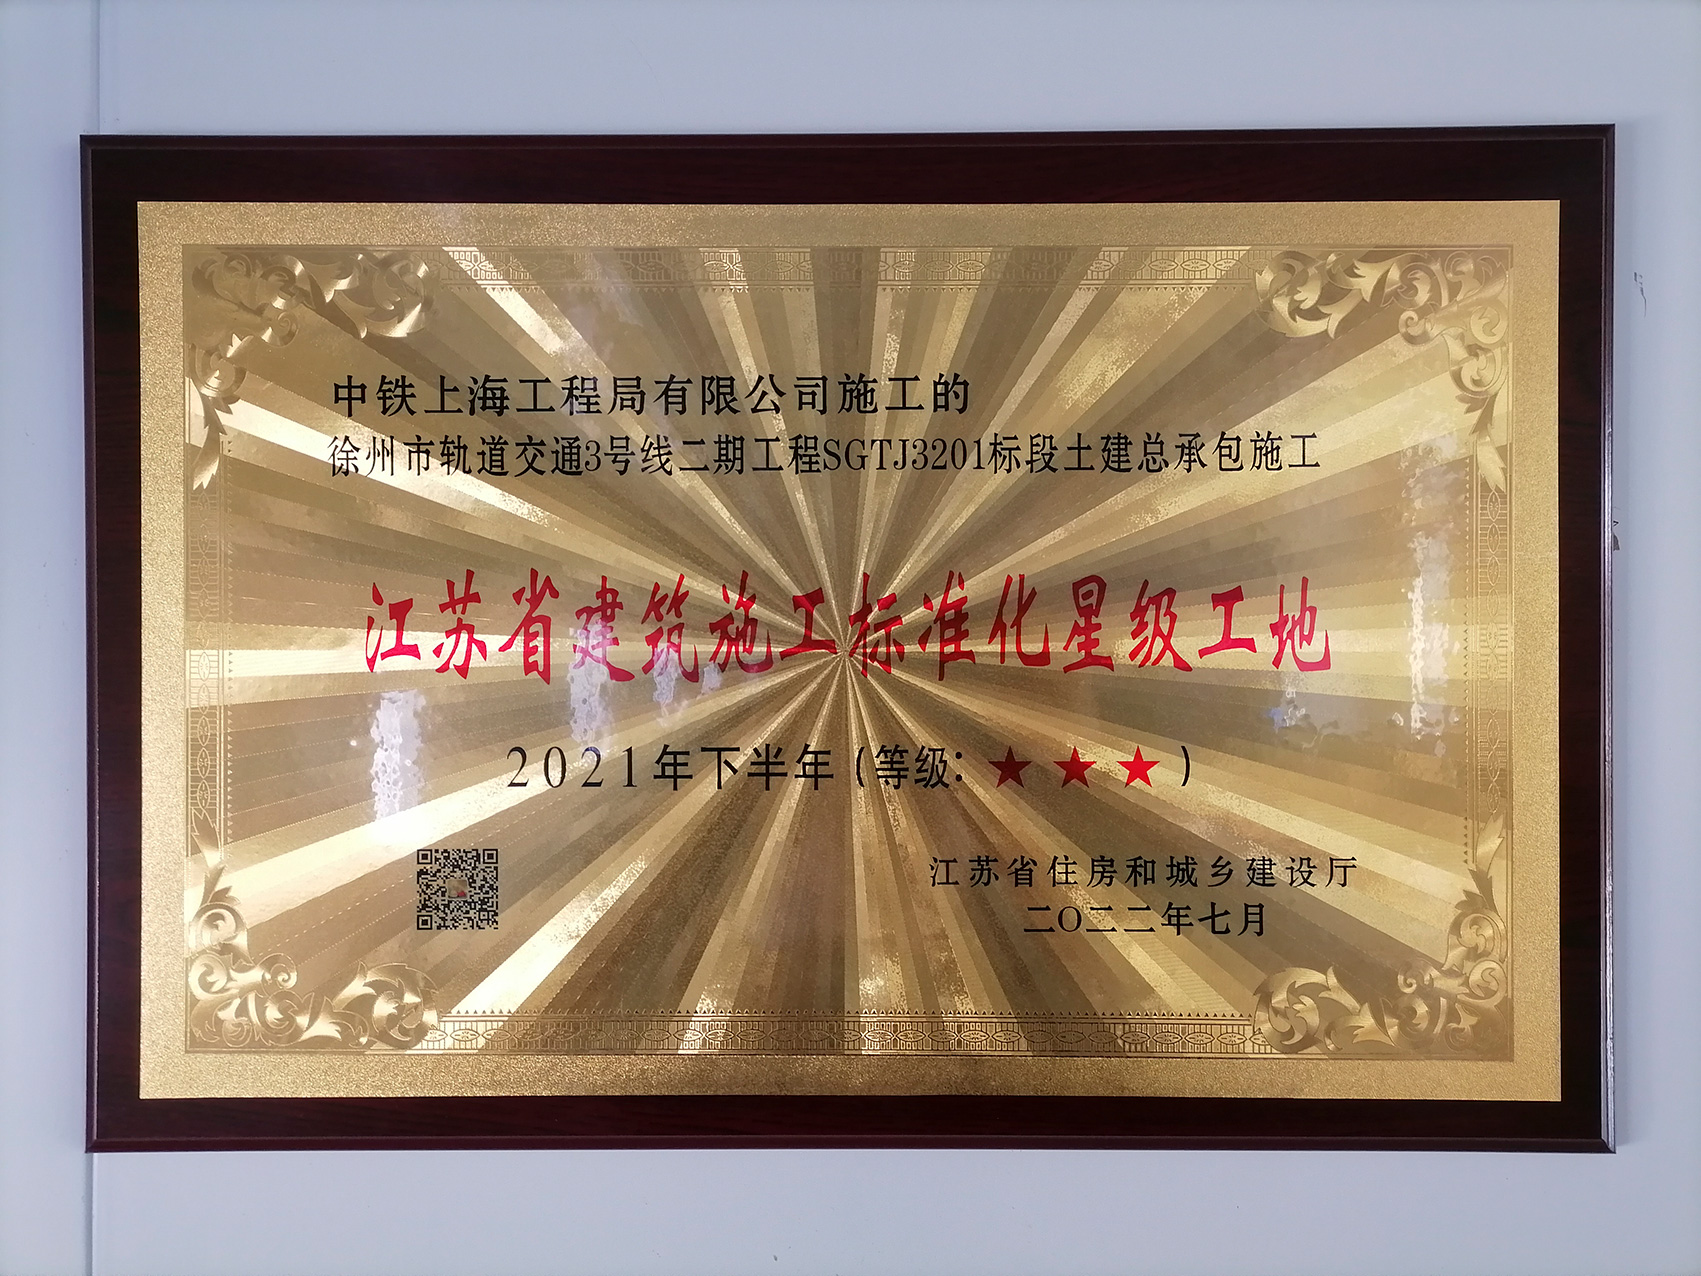 中铁上海工程局有限公司施工的
徐州市轨道交通3号线二期工程SGTJ3201标段土建总承包施工
江苏省建筑施工标准化星级工地
2021年下半年(等级：★★★)
江苏省住房和城乡建设厅
二〇二二年七月